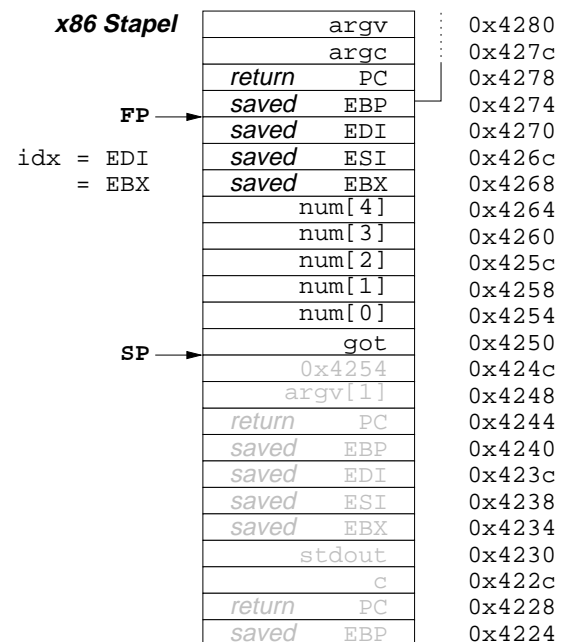 x86 Stapel argv 0x4280
argc 0x427c
return PC 0x4278
saved EBP 0x4274
FP
saved EDI 0x4270
idx = EDI saved ESI 0x426c
= EBX saved EBX 0x4268
num[4] 0x4264
num[3] 0x4260
num[2] 0x425c
num[1] 0x4258
num[0] 0x4254
got 0x4250
SP
0x4254 0x424c
argv[1] 0x4248
return PC 0x4244
saved EBP 0x4240
saved EDI 0x423c
saved ESI 0x4238
saved EBX 0x4234
stdout 0x4230
c 0x422c
return PC 0x4228
saved EBP 0x4224